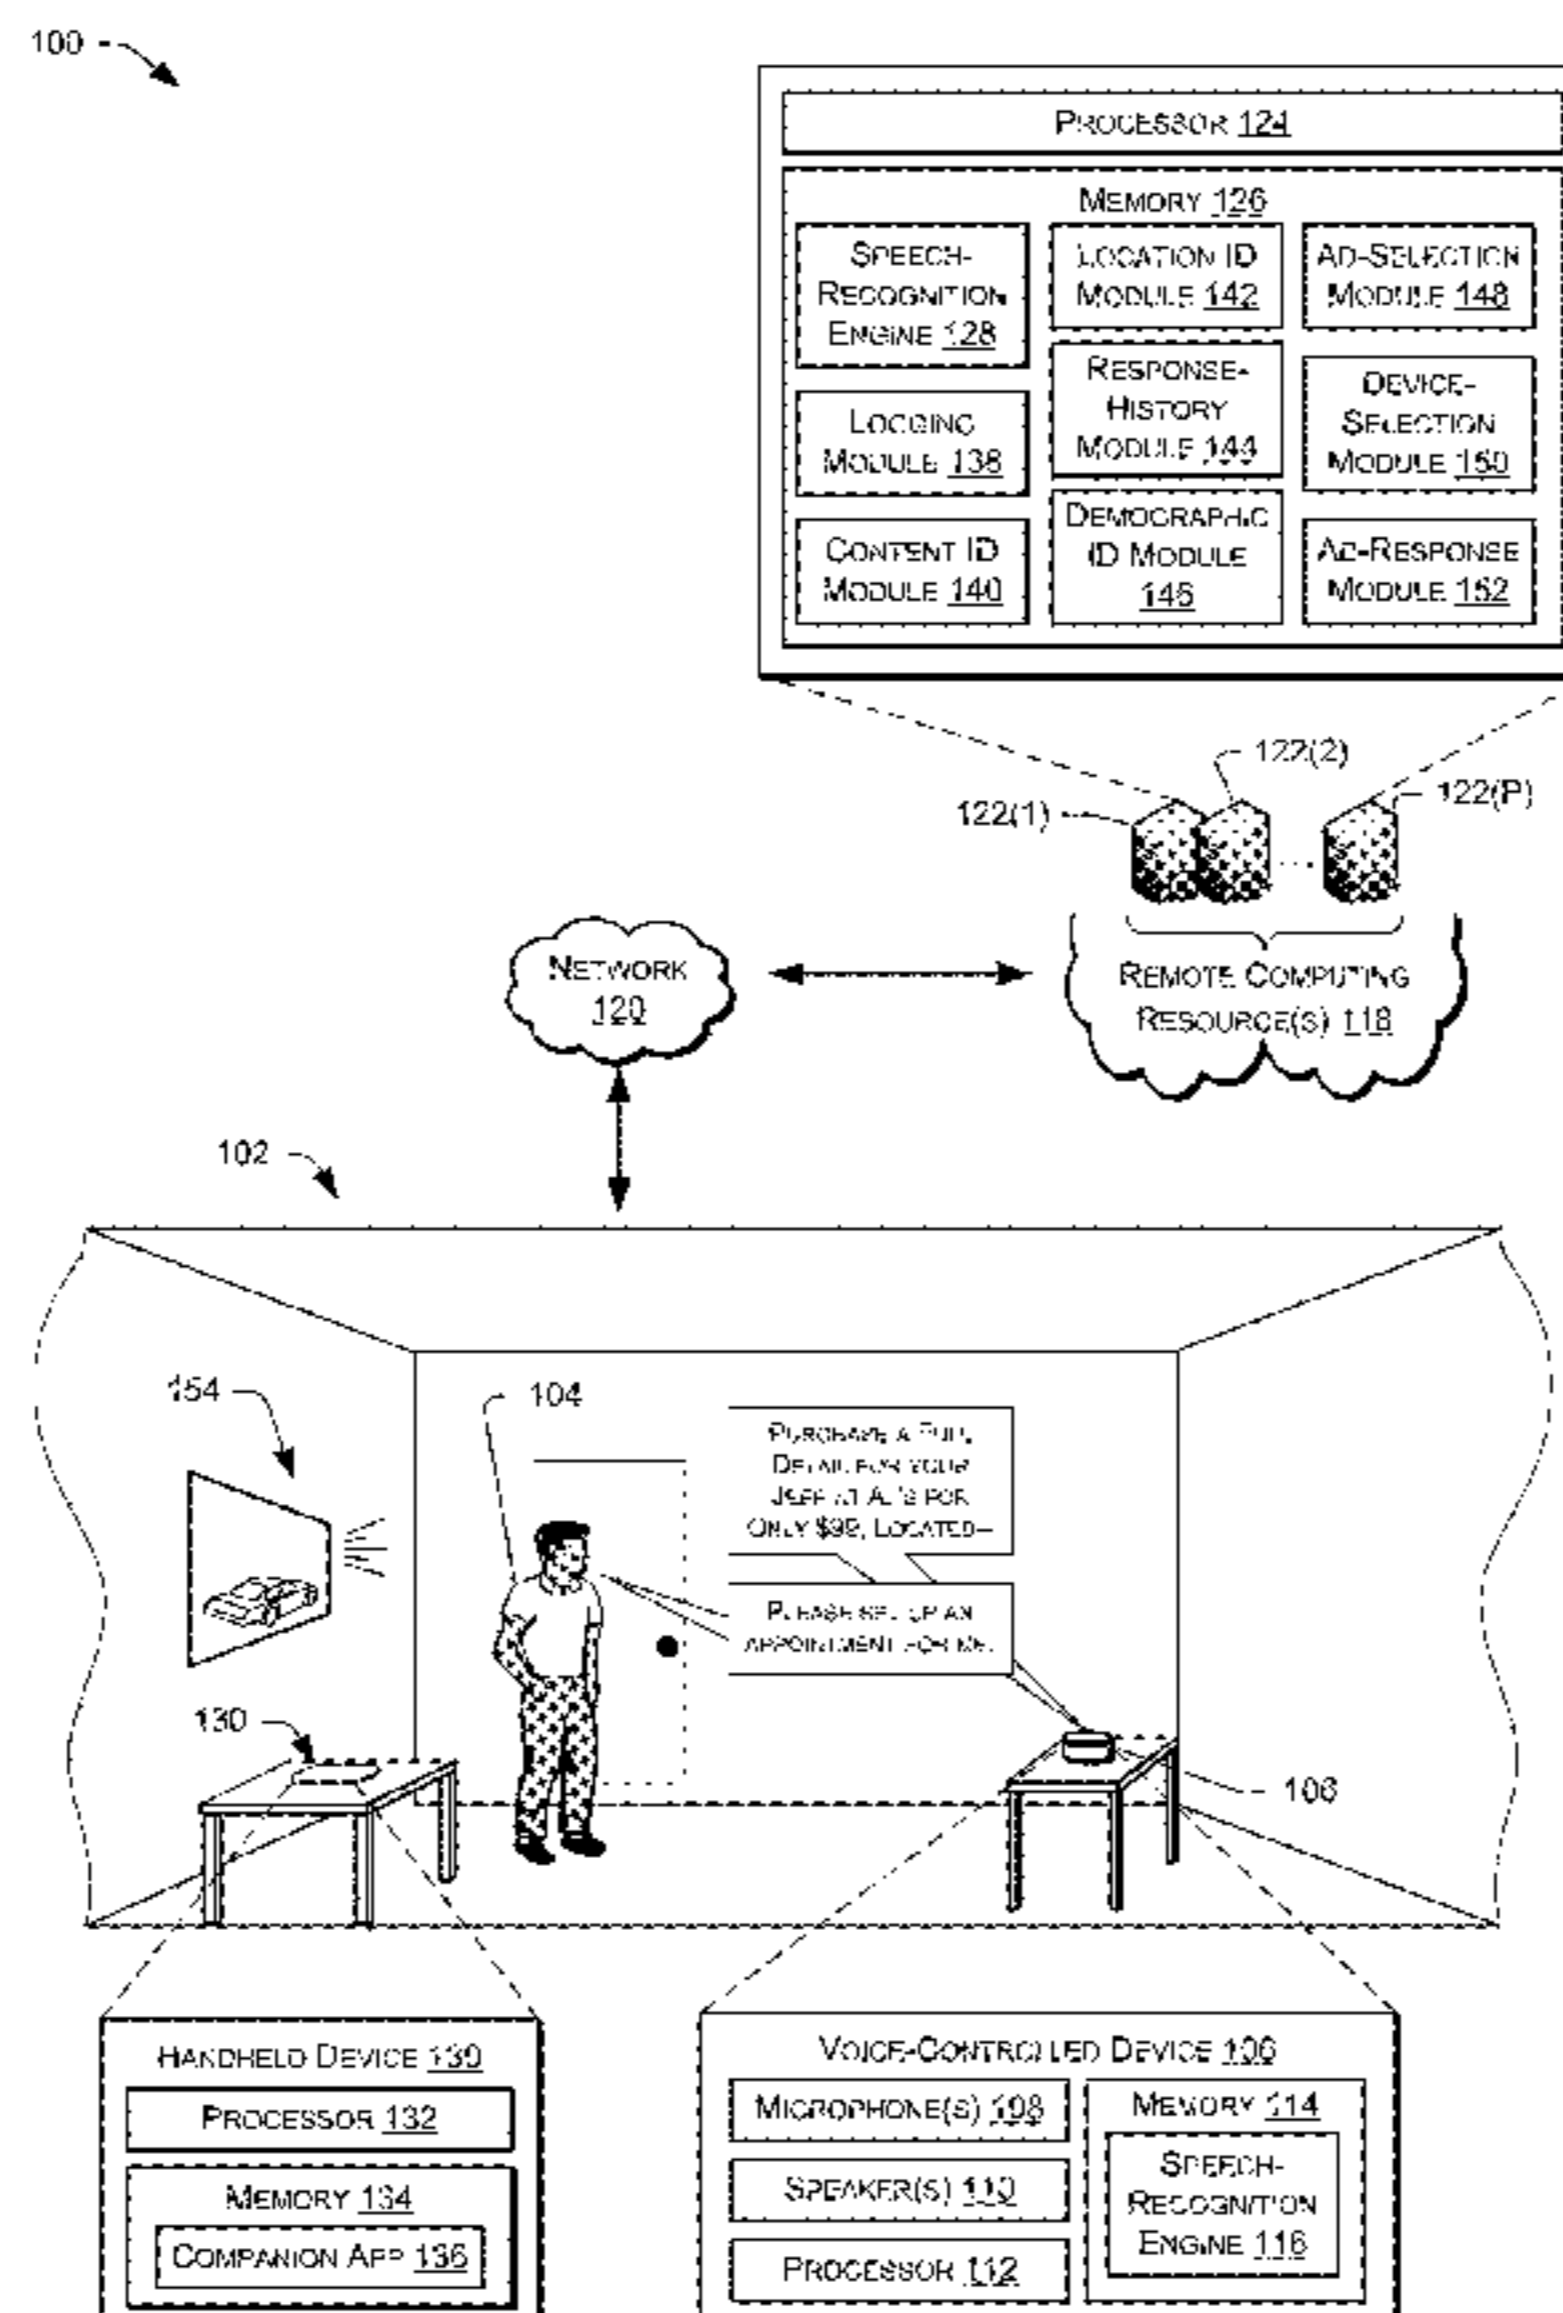 100
PROCESSOR 124
MEMORY 126
SPEECH-
RECOGNITION
ENGINE 128
LOGGING
MODULE 138
CONTENT ID
MODULE 140
LOCATION ID
MODULE 142
RESPONSE-
HISTORY
MODULE 144
DEMOGRAPHIC
ID MODULE
146
AD-SELECTION
MODULE 148
DEVICE-
SELECTION
MODULE 150
AD-RESPONSE
MODULE 152
122(1)
122(2)
122(P)
NETWORK
120
REMOTE COMPUTING
RESOURCE(S) 118
102
154
104
PURCHASE A FULL
DETAIL FOR YOUR
JEEP AT AL'S FOR
ONLY $99, LOCATED–
PLEASE SET UP AN
APPOINTMENT FOR ME.
130
106
HANDHELD DEVICE 130
PROCESSOR 132
MEMORY 134
COMPANION APP 136
VOICE-CONTROLLED DEVICE 106
MICROPHONE(S) 108
SPEAKER(S) 110
PROCESSOR 112
MEMORY 114
SPEECH-
RECOGNITION
ENGINE 116